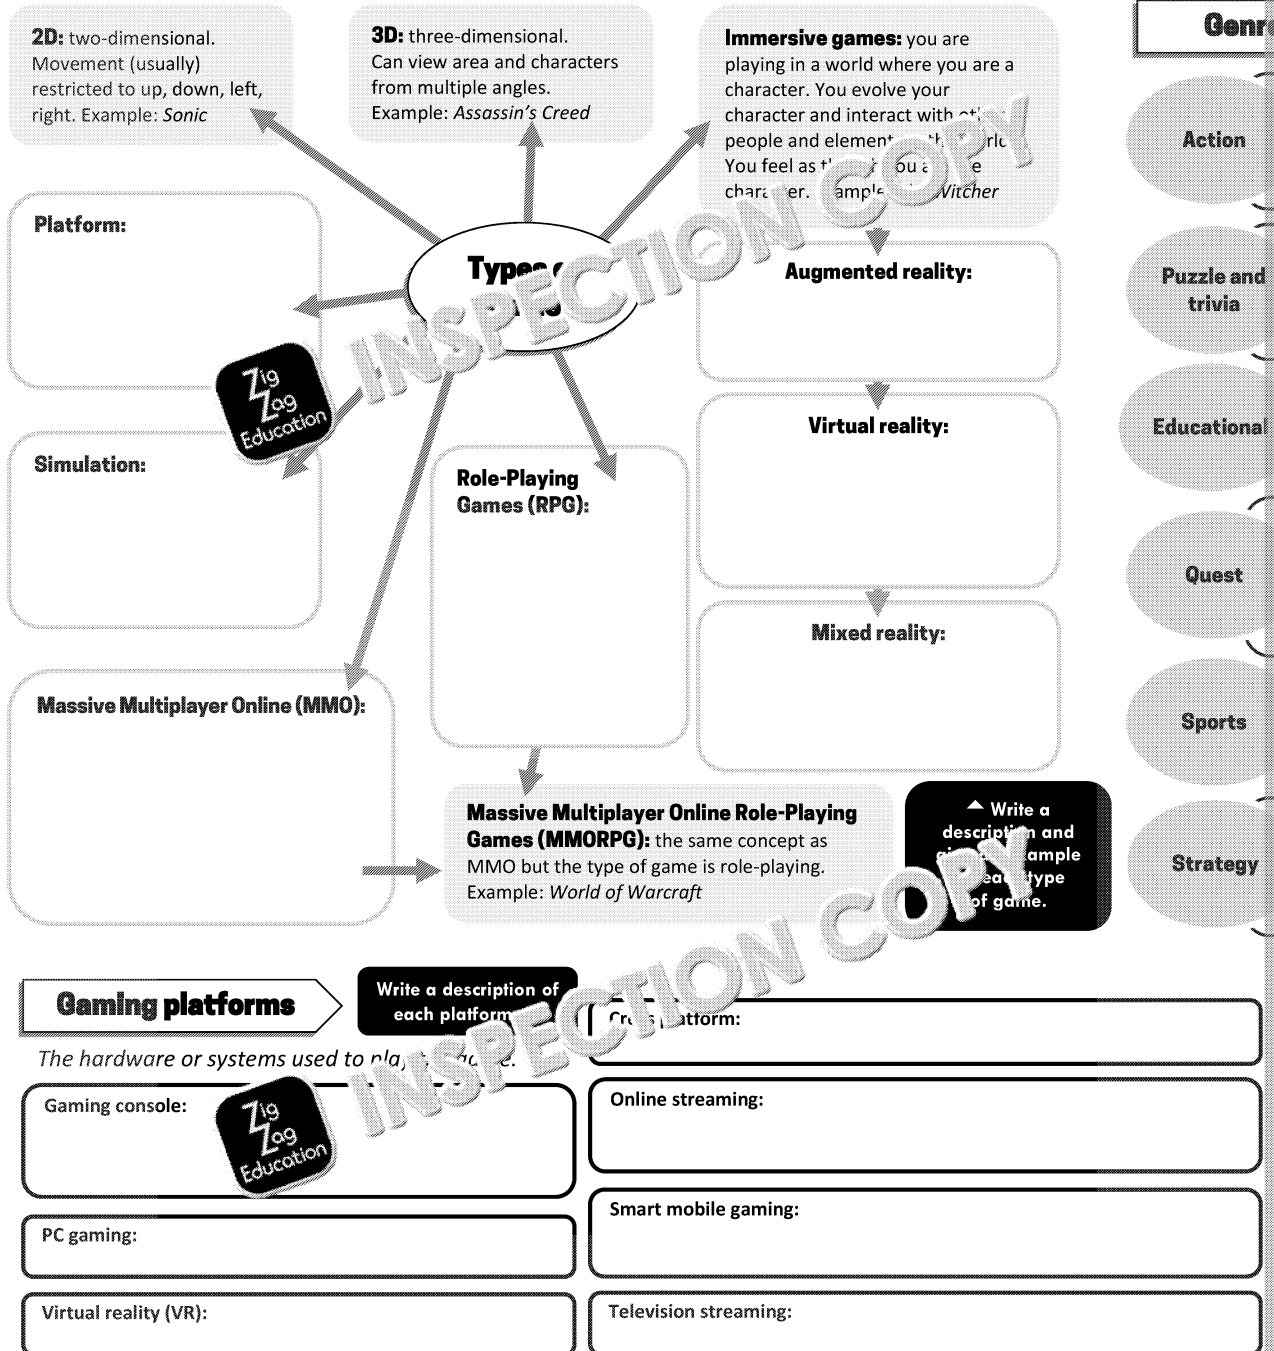 2D: two-dimensional.
Movement (usually)
restricted to up, down, left,
right. Example: Sonic
3D: three-dimensional.
Can view area and characters
from multiple angles.
Example: Assassin's Creed
Immersive games: you are
playing in a world where you are a
character. You evolve your
character and interact with
people and
You feel as
character. Witcher
Genre
Action
Puzzle and
trivia
Educational
Quest
Sports
Strategy
Types
Platform:
Simulation:
Massive Multiplayer Online (MMO):
Role-Playing
Games (RPG):
Augmented reality:
Virtual reality:
Mixed reality:
Massive Multiplayer Online Role-Playing
Games (MMORPG): the same concept as
MMO but the type of game is role-playing.
Example: World of Warcraft
Write a
description and
type
of game.
INSPECTION COPY
Zig
Zag
Education
Gaming platforms
Write a description of
each platform
The hardware or systems used to
Gaming console:
PC gaming:
Virtual reality (VR):
platform:
Online streaming:
Smart mobile gaming:
Television streaming:
INSPECTION COPY
Zig
Zag
Education